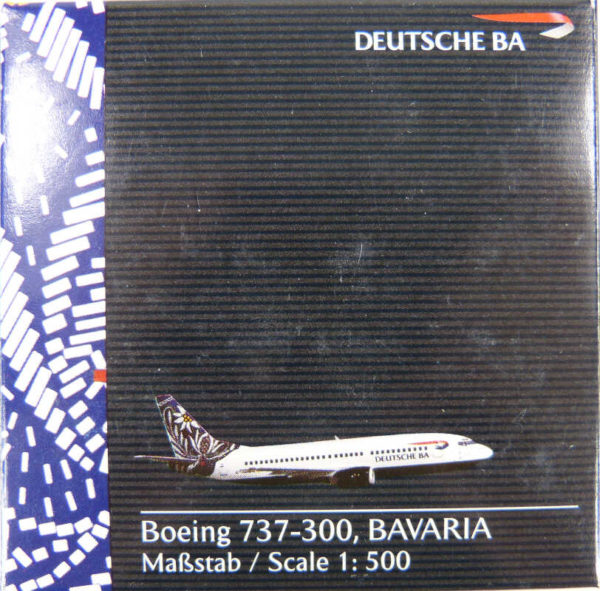 DEUTSCHE BA
DEUTSCHE BA
Boeing 737-300, BAVARIA
Maßstab / Scale 1: 500